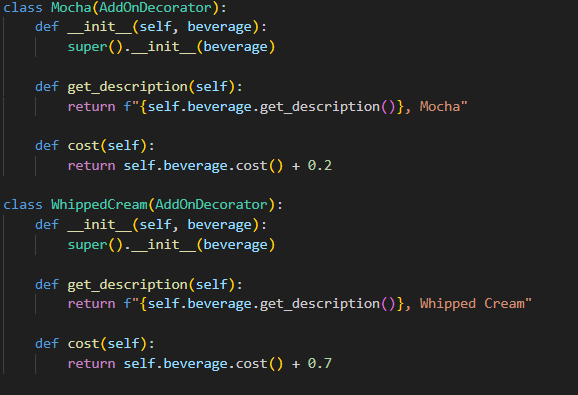 class Mocha(AddOnDecorator):
    def __init__(self, beverage):
        super().__init__(beverage)

    def get_description(self):
        return f"{self.beverage.get_description()}, Mocha"

    def cost(self):
        return self.beverage.cost() + 0.2

class WhippedCream(AddOnDecorator):
    def __init__(self, beverage):
        super().__init__(beverage)

    def get_description(self):
        return f"{self.beverage.get_description()}, Whipped Cream"

    def cost(self):
        return self.beverage.cost() + 0.7